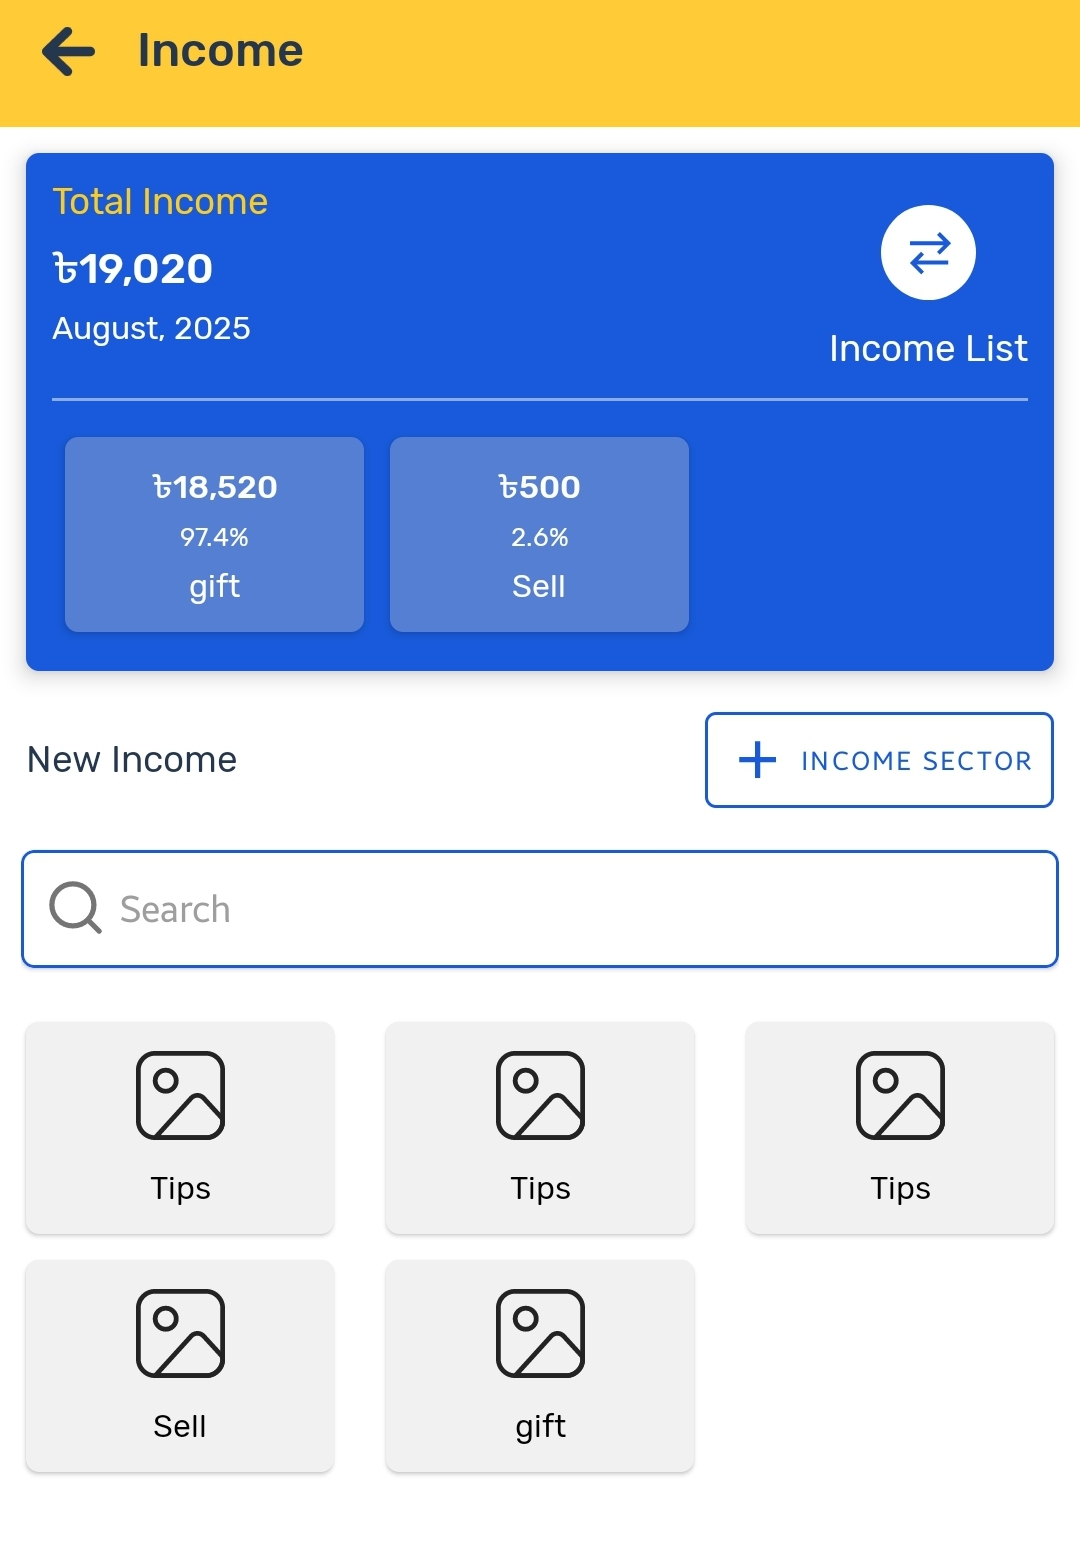 Income
Total Income
৳19,020
August, 2025
Income List
৳18,520
97.4%
gift
৳500
2.6%
Sell
New Income
INCOME SECTOR
Search
Tips
Tips
Tips
Sell
gift